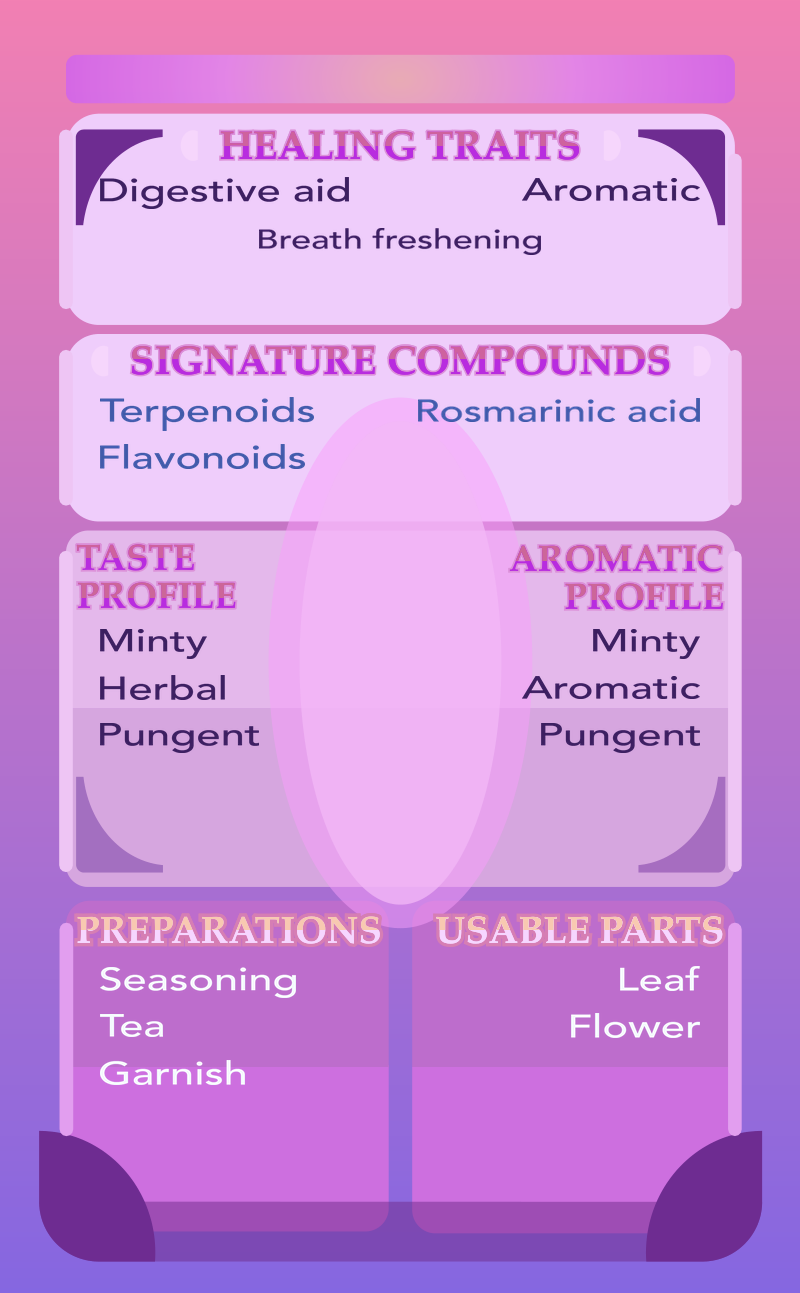 HEALING TRAITS
Digestive aid
Aromatic
Breath freshening
SIGNATURE COMPOUNDS
Terpenoids
Rosmarinic acid
Flavonoids
TASTE
PROFILE
Minty
Herbal
Pungent
AROMATIC
PROFILE
Minty
Aromatic
Pungent
PREPARATIONS
Seasoning
Tea
Garnish
USABLE PARTS
Leaf
Flower